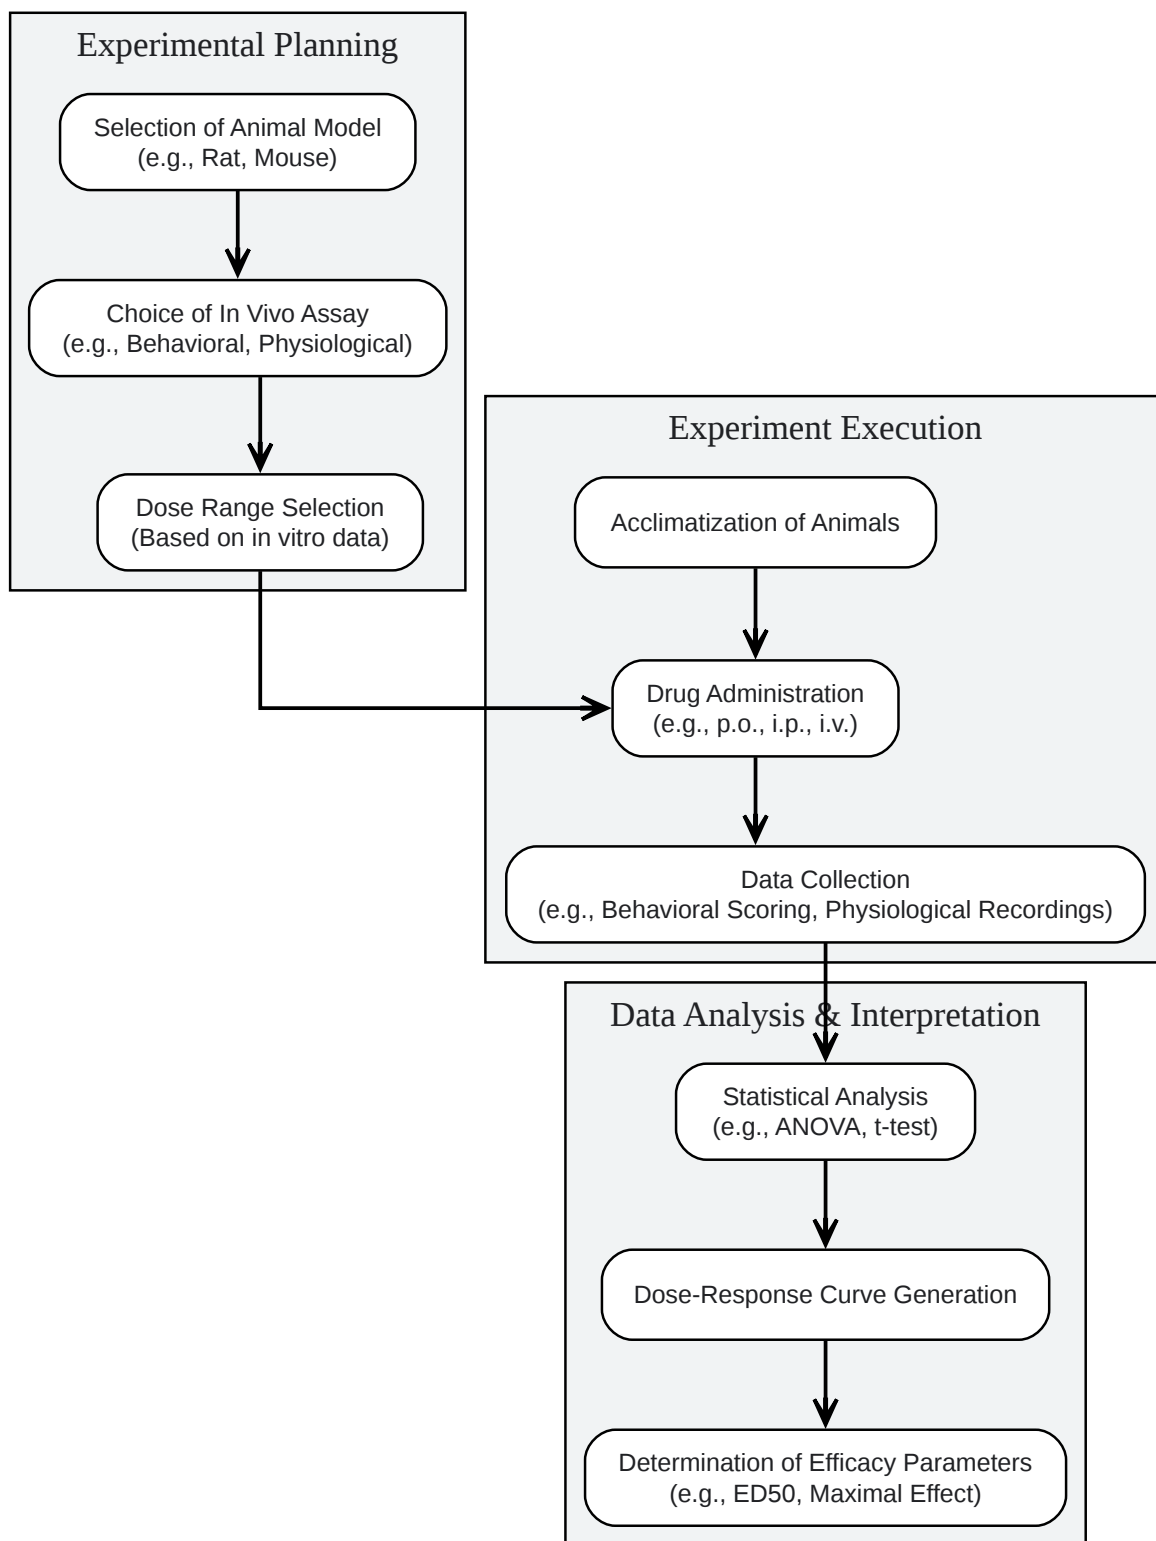 Experimental Planning
Selection of Animal Model
(e.g., Rat, Mouse)
Choice of In Vivo Assay
(e.g., Behavioral, Physiological)
Dose Range Selection
(Based on in vitro data)
Experiment Execution
Acclimatization of Animals
Drug Administration
(e.g., p.o., i.p., i.v.)
Data Collection
(e.g., Behavioral Scoring, Physiological Recordings)
Data Analysis & Interpretation
Statistical Analysis
(e.g., ANOVA, t-test)
Dose-Response Curve Generation
Determination of Efficacy Parameters
(e.g., ED50, Maximal Effect)